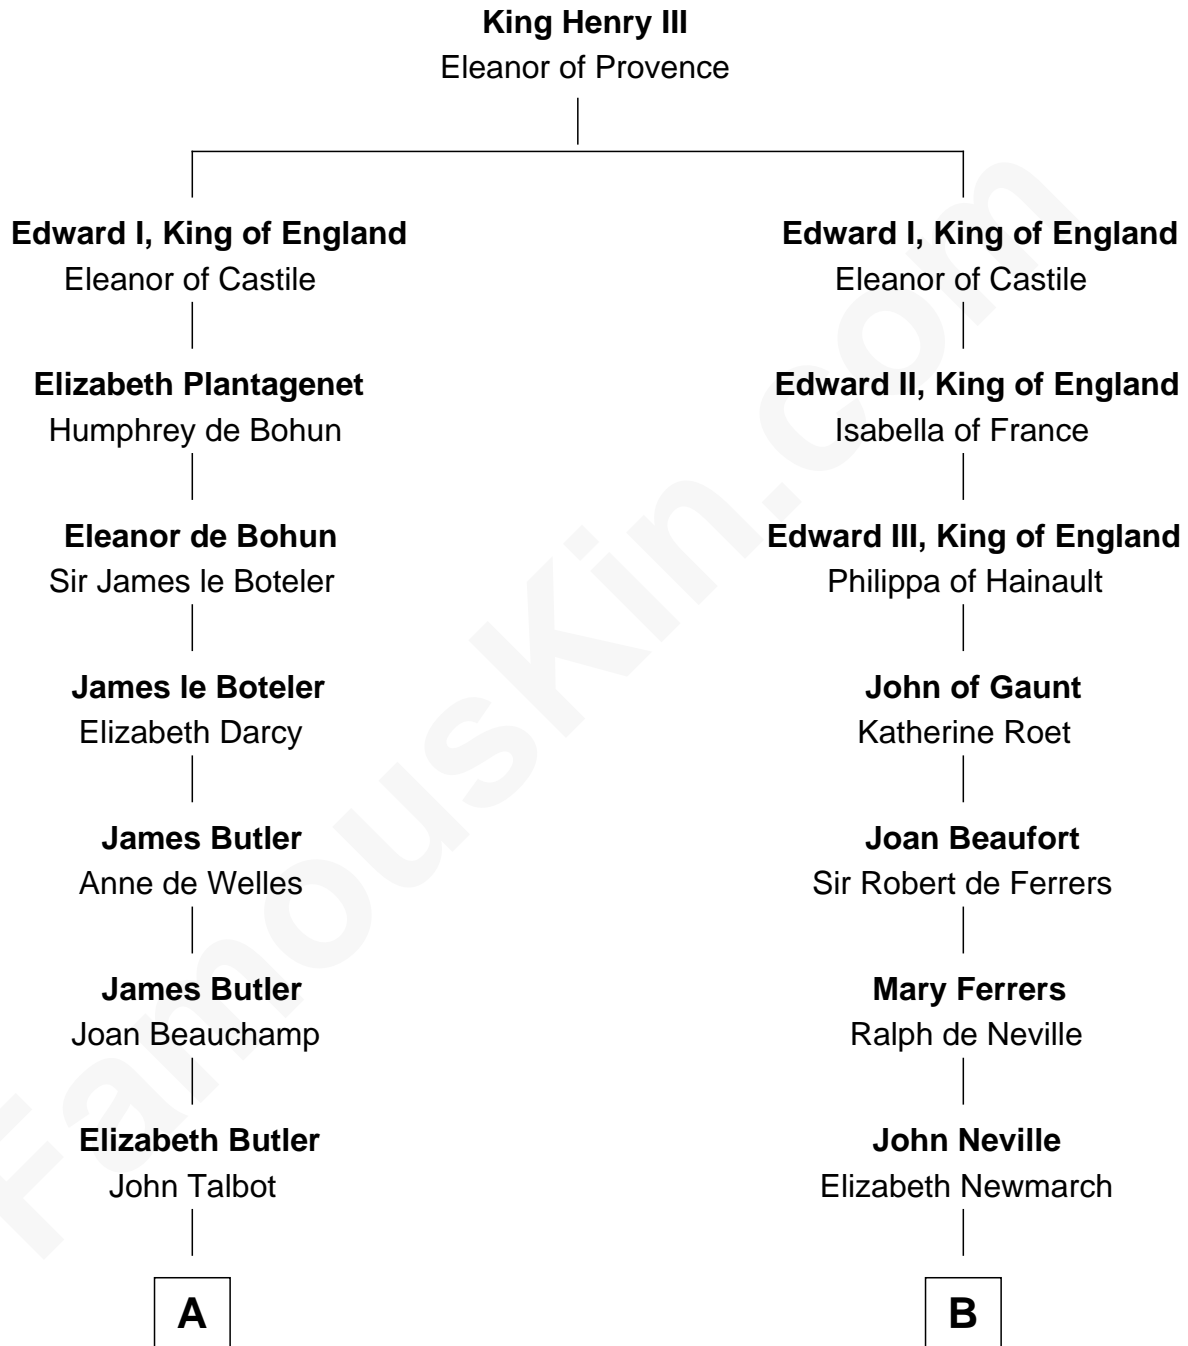 King Henry III
Eleanor of Provence
Edward I, King of England
Eleanor of Castile
Elizabeth Plantagenet
Humphrey de Bohun
Eleanor de Bohun
Sir James le Boteler
James le Boteler
Elizabeth Darcy
James Butler
Anne de Welles
James Butler
Joan Beauchamp
Elizabeth Butler
John Talbot
A
Edward I, King of England
Eleanor of Castile
Edward II, King of England
Isabella of France
Edward III, King of England
Philippa of Hainault
John of Gaunt
Katherine Roet
Joan Beaufort
Sir Robert de Ferrers
Mary Ferrers
Ralph de Neville
John Neville
Elizabeth Newmarch
B
FamousKin.com